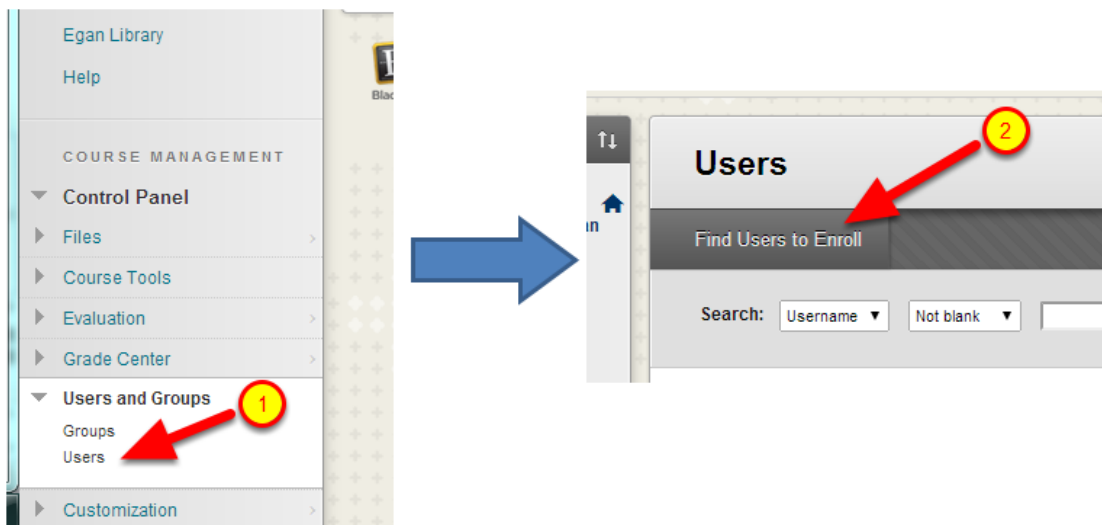 Egan Library
Help
Blac
COURSE MANAGEMENT
Control Panel
Files
Course Tools
Evaluation
Grade Center
Users and Groups
1
Groups
Users
Customization
2
Users
Find Users to Enroll
Search: Username Not blank